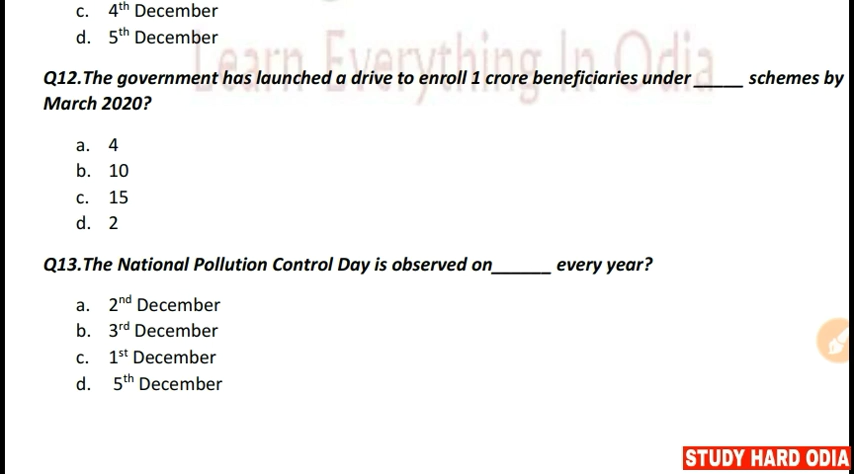 c. 4th December
d. 5th December
Learn Everything In Odia
Q12.The government has launched a drive to enroll 1 crore beneficiaries under______ schemes by
March 2020?
a. 4
b. 10
c. 15
d. 2
Q13.The National Pollution Control Day is observed on_______ every year?
a. 2nd December
b. 3rd December
c. 1st December
d. 5th December
STUDY HARD ODIA